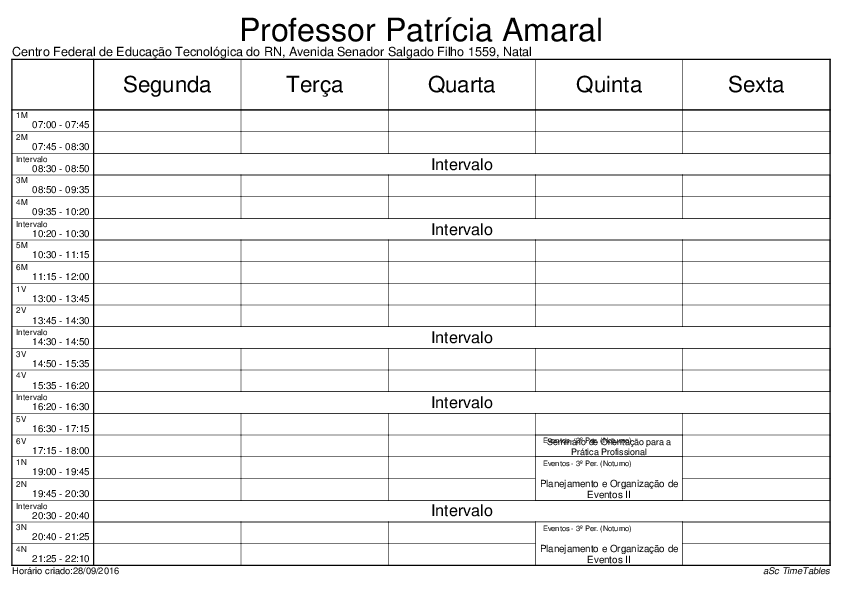 Professor Patrícia Amaral
Centro Federal de Educação Tecnológica do RN, Avenida Senador Salgado Filho 1559, Natal
Segunda Terça Quarta Quinta Sexta
1M
07:00 - 07:45
2M
07:45 - 08:30
Intervalo
08:30 - 08:50
Intervalo
3M
08:50 - 09:35
4M
09:35 - 10:20
Intervalo
10:20 - 10:30
Intervalo
5M
10:30 - 11:15
6M
11:15 - 12:00
1V
13:00 - 13:45
2V
13:45 - 14:30
Intervalo
14:30 - 14:50
Intervalo
3V
14:50 - 15:35
4V
15:35 - 16:20
Intervalo
16:20 - 16:30
Intervalo
5V
16:30 - 17:15
6V
17:15 - 18:00
Eventos - 3º Per. (Noturno)
Seminário de Orientação para a
Prática Profissional
1N
19:00 - 19:45
Eventos - 3º Per. (Noturno)
2N
19:45 - 20:30
Planejamento e Organização de
Eventos II
Intervalo
20:30 - 20:40
Intervalo
3N
20:40 - 21:25
Eventos - 3º Per. (Noturno)
4N
21:25 - 22:10
Planejamento e Organização de
Eventos II
Horário criado:28/09/2016
aSc TimeTables